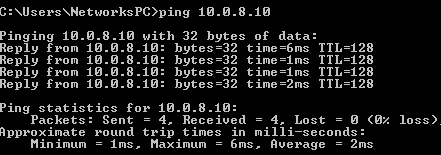 C:\Users\NetworksPC>ping 10.0.8.10
Pinging 10.0.8.10 with 32 bytes of data:
Reply from 10.0.8.10: bytes=32 time=6ms TTL=128
Reply from 10.0.8.10: bytes=32 time=1ms TTL=128
Reply from 10.0.8.10: bytes=32 time=1ms TTL=128
Reply from 10.0.8.10: bytes=32 time=2ms TTL=128
Ping statistics for 10.0.8.10:
Packets: Sent = 4, Received = 4, Lost = 0 (0% loss),
Approximate round trip times in milli-seconds:
Minimum = 1ms, Maximum = 6ms, Average = 2ms